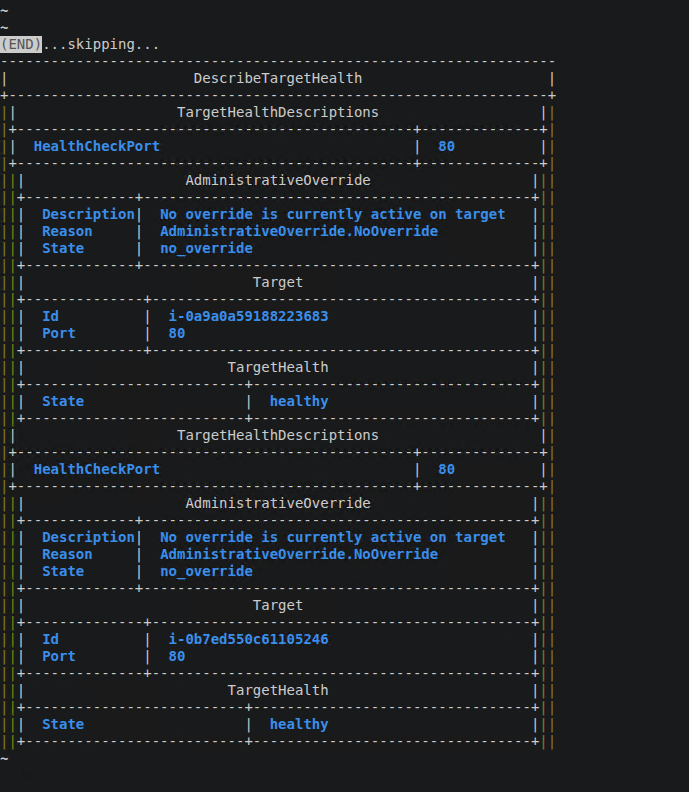 ~
~
(END)...skipping...
------------------------------------------------------------------
|                      DescribeTargetHealth                      |
+----------------------------------------------------------------+
||                   TargetHealthDescriptions                   ||
|+-----------------------------------------------+--------------+|
||  HealthCheckPort                              |  80          ||
|+-----------------------------------------------+--------------+|
|||                   AdministrativeOverride                   |||
||+-------------+----------------------------------------------+||
|||  Description|  No override is currently active on target   |||
|||  Reason     |  AdministrativeOverride.NoOverride           |||
|||  State      |  no_override                                 |||
||+-------------+----------------------------------------------+||
|||                           Target                           |||
||+--------------+---------------------------------------------+||
|||  Id          |  i-0a9a0a59188223683                        |||
|||  Port        |  80                                         |||
||+--------------+---------------------------------------------+||
|||                        TargetHealth                        |||
||+--------------------------+---------------------------------+||
|||  State                   |  healthy                        |||
||+--------------------------+---------------------------------+||
||                   TargetHealthDescriptions                   ||
|+-----------------------------------------------+--------------+|
||  HealthCheckPort                              |  80          ||
|+-----------------------------------------------+--------------+|
|||                   AdministrativeOverride                   |||
||+-------------+----------------------------------------------+||
|||  Description|  No override is currently active on target   |||
|||  Reason     |  AdministrativeOverride.NoOverride           |||
|||  State      |  no_override                                 |||
||+-------------+----------------------------------------------+||
|||                           Target                           |||
||+--------------+---------------------------------------------+||
|||  Id          |  i-0b7ed550c61105246                        |||
|||  Port        |  80                                         |||
||+--------------+---------------------------------------------+||
|||                        TargetHealth                        |||
||+--------------------------+---------------------------------+||
|||  State                   |  healthy                        |||
||+--------------------------+---------------------------------+||
~